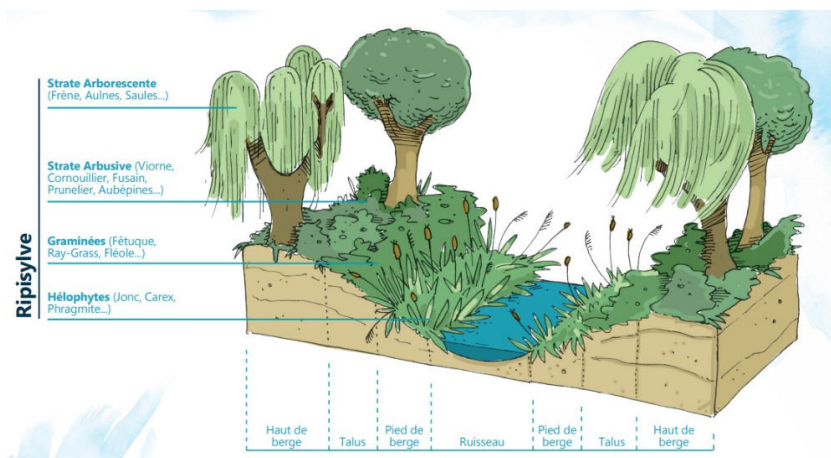 Ripisylve
Strate Arborescente
(Frêne, Aulnes, Saules...)
Strate Arbusive (Viorne,
Cornouillier, Fusain,
Prunelier, Aubépines...)
Graminées (Fétuque,
Ray-Grass, Fléole...)
Hélophytes (Jonc, Carex,
Phragmite...)
Haut de
berge
Talus
Pied de
berge
Ruisseau
Pied de
berge
Talus
Haut de
berge